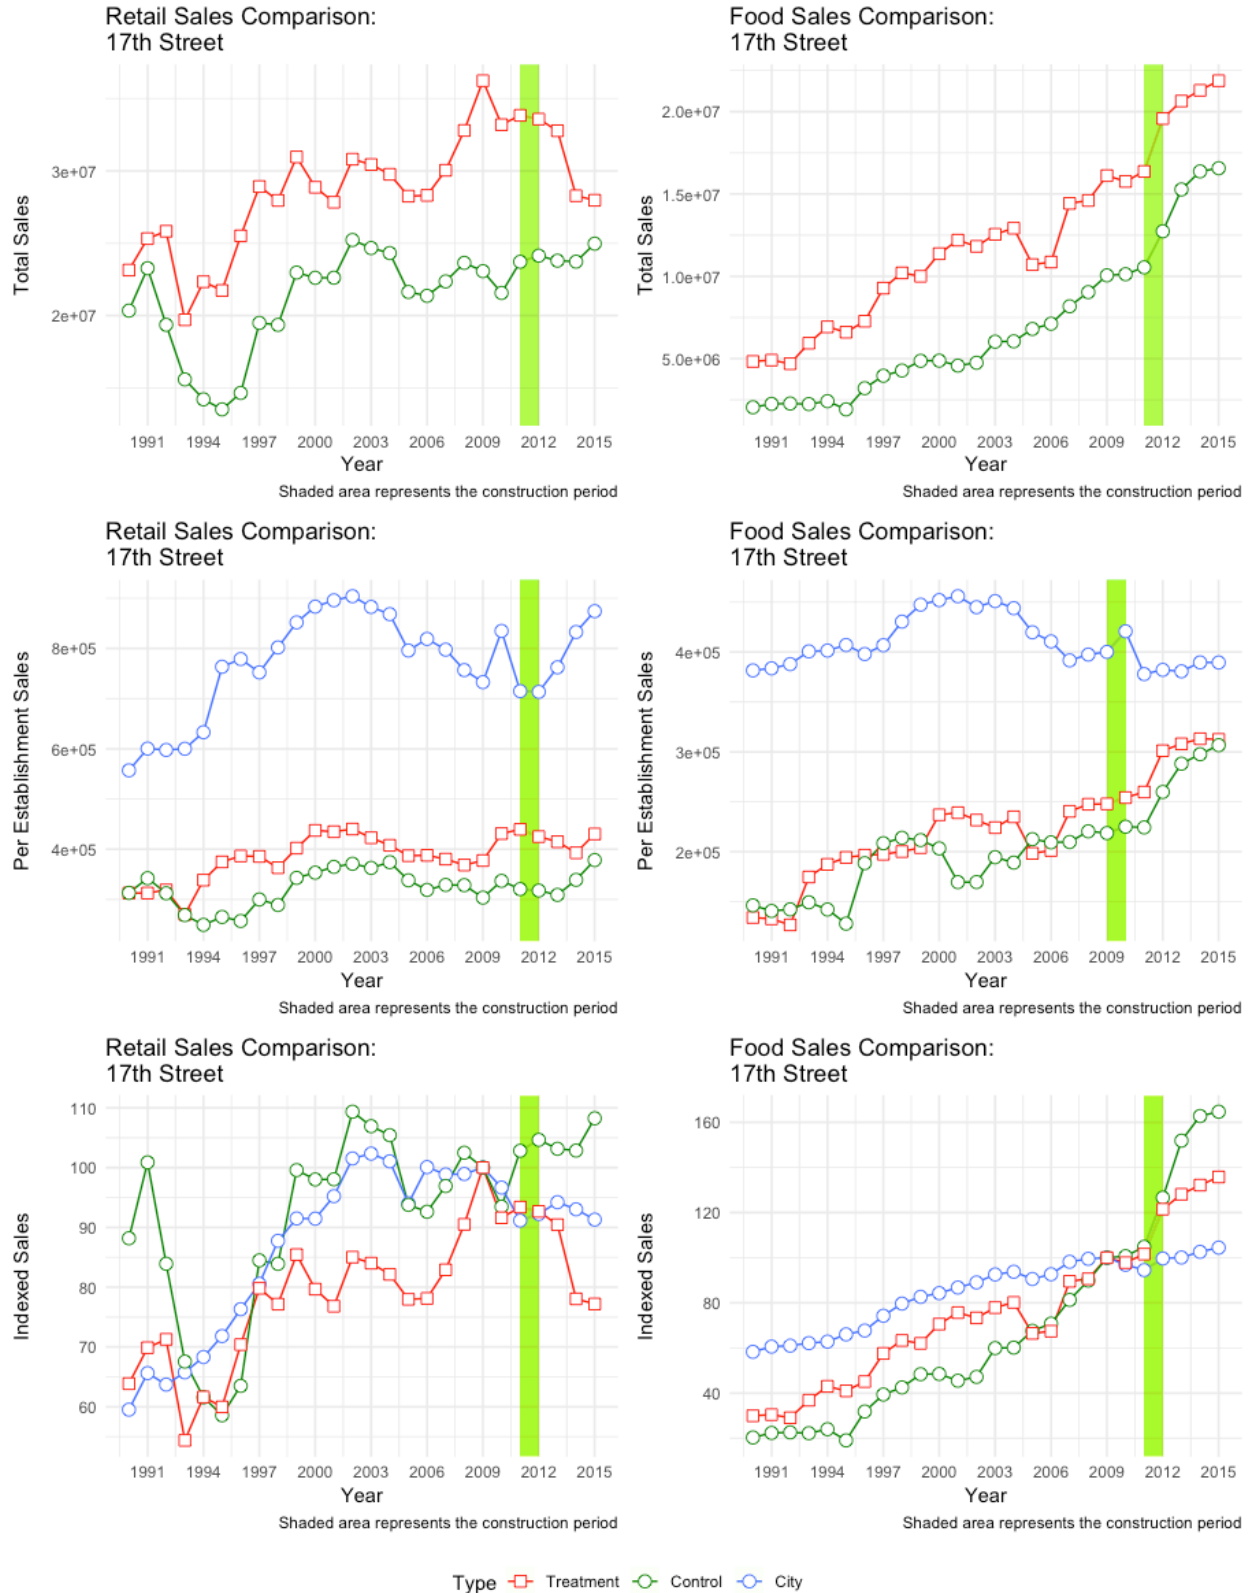 Retail Sales Comparison:
17th Street
Total Sales
3e+07
2e+07
1991 1994 1997 2000 2003 2006 2009 2012 2015
Year
Shaded area represents the construction period
Food Sales Comparison:
17th Street
Total Sales
2.0e+07
1.5e+07
1.0e+07
5.0e+06
1991 1994 1997 2000 2003 2006 2009 2012 2015
Year
Shaded area represents the construction period
Retail Sales Comparison:
17th Street
Per Establishment Sales
8e+05
6e+05
4e+05
1991 1994 1997 2000 2003 2006 2009 2012 2015
Year
Shaded area represents the construction period
Food Sales Comparison:
17th Street
Per Establishment Sales
4e+05
3e+05
2e+05
1991 1994 1997 2000 2003 2006 2009 2012 2015
Year
Shaded area represents the construction period
Retail Sales Comparison:
17th Street
Indexed Sales
110
100
90
80
70
60
1991 1994 1997 2000 2003 2006 2009 2012 2015
Year
Shaded area represents the construction period
Food Sales Comparison:
17th Street
Indexed Sales
160
120
80
40
1991 1994 1997 2000 2003 2006 2009 2012 2015
Year
Shaded area represents the construction period
Type Treatment Control City